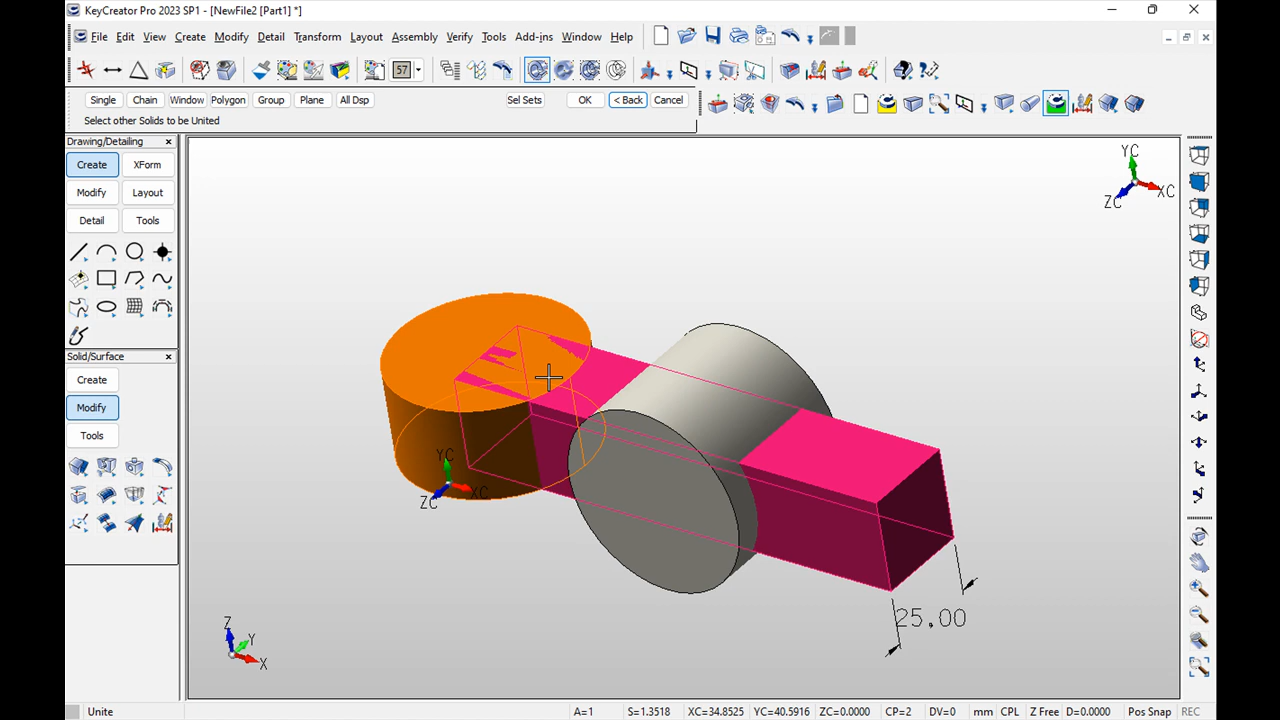 KeyCreator Pro 2023 SP1 - [NewFile2 [Part1] *]
File Edit View Create Modify Detail Transform Layout Assembly Verify Tools Add-ins Window Help
57
Single Chain Window Polygon Group Plane All Dsp Sel Sets OK < Back Cancel
Select other Solids to be United
Drawing/Detailing
Create XForm
Modify Layout
Detail Tools
Solid/Surface
Create
Modify
Tools
YC
XC
ZC
YC
XC
ZC
25.00
Z
Y
X
Unite A=1 S=1.3518 XC=34.8525 YC=40.5916 ZC=0.0000 CP=2 DV=0 mm CPL Z Free D=0.0000 Pos Snap REC